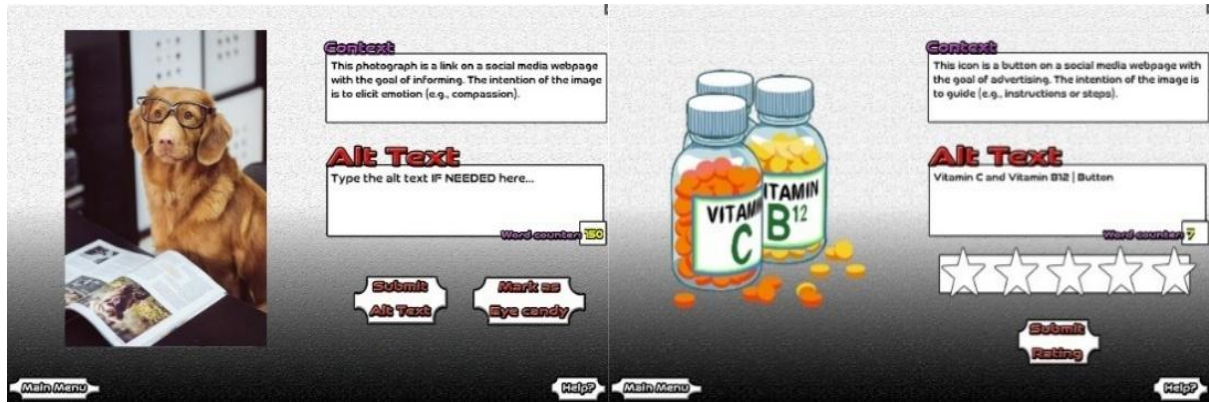 Context
This photograph is a link on a social media webpage
with the goal of informing. The intention of the image
is to elicit emotion (e.g., compassion).
Alt Text
Type the alt text IF NEEDED here...
Word counter: 150
Submit
Alt Text
Mark as
Eye candy
Main Menu
Help?
VITAMIN
C
VITAMIN
B12
Context
This icon is a button on a social media webpage with
the goal of advertising. The intention of the image is
to guide (e.g., instructions or steps).
Alt Text
Vitamin C and Vitamin B12 | Button
Word counter: 7
Submit
Rating
Main Menu
Help?